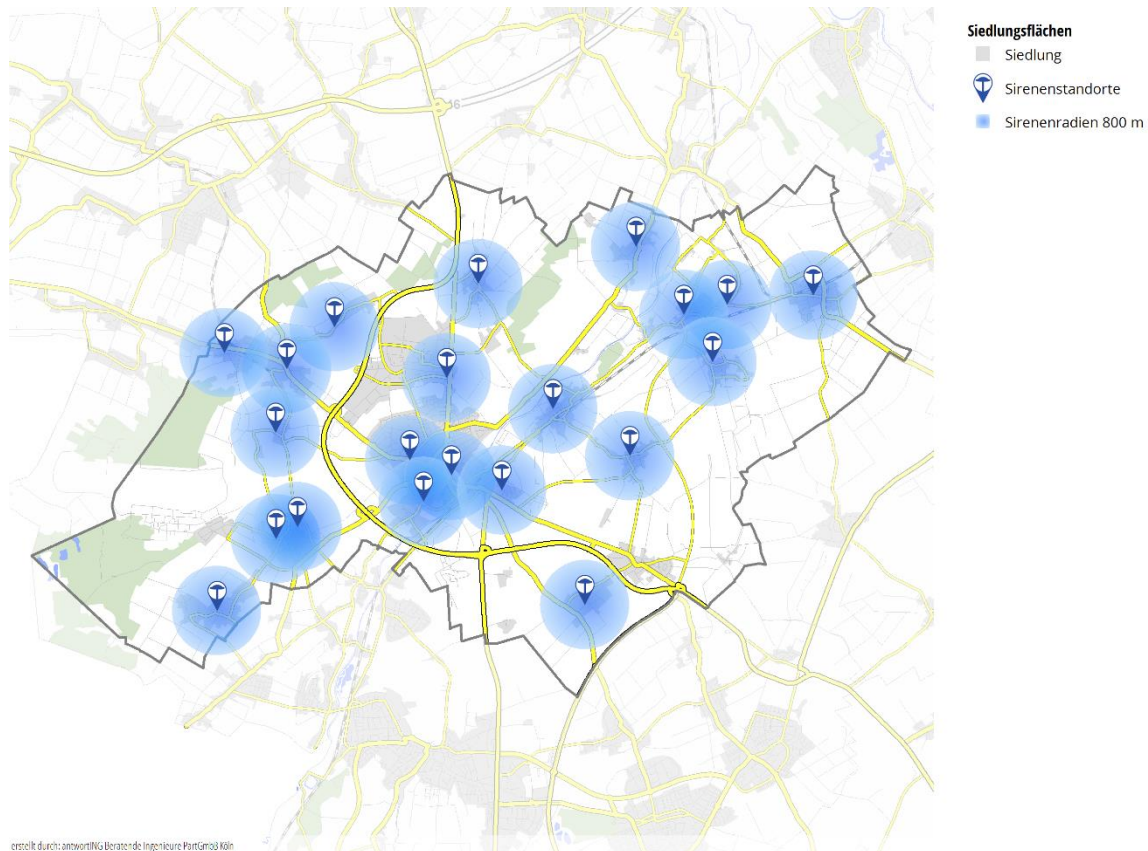 Siedlungsflächen
Siedlung
Sirenenstandorte
Sirenenradien 800 m
erstellt durch: antwortING Beratende Ingenieure PartGmbB Köln